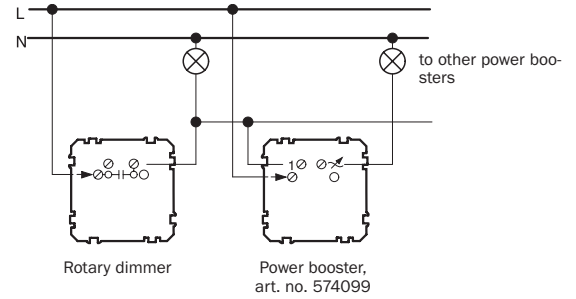 L
N
to other power boo-
sters
1
Rotary dimmer
Power booster,
art. no. 574099